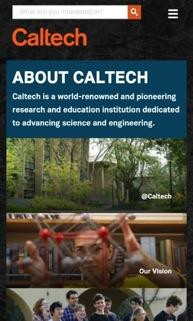 What are you interested in?
Caltech
ABOUT CALTECH
Caltech is a world-renowned and pioneering
research and education institution dedicated
to advancing science and engineering.
@Caltech
Our Vision